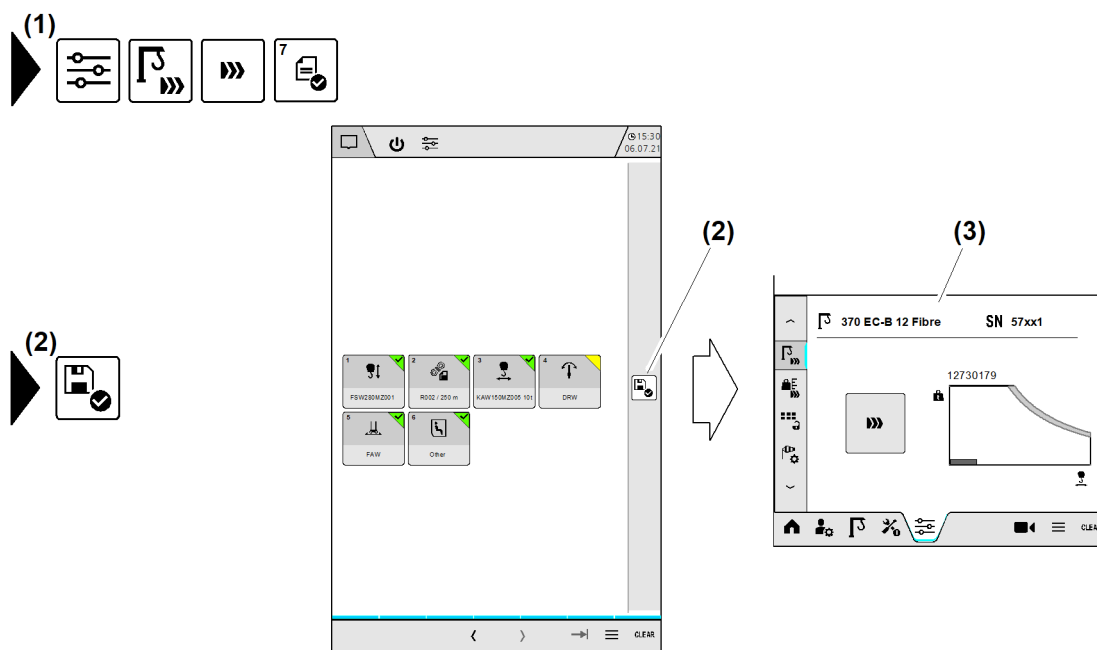 (1)
7
15:30
06.07.21
(2)
(3)
370 EC-B 12 Fibre SN 57xx1
12730179
(2)
1 2 3 4
FSW280MZ001 R002 / 250 m KAW150MZ005 10t DRW
5 6
FAW Other
CLEAR
CLEA